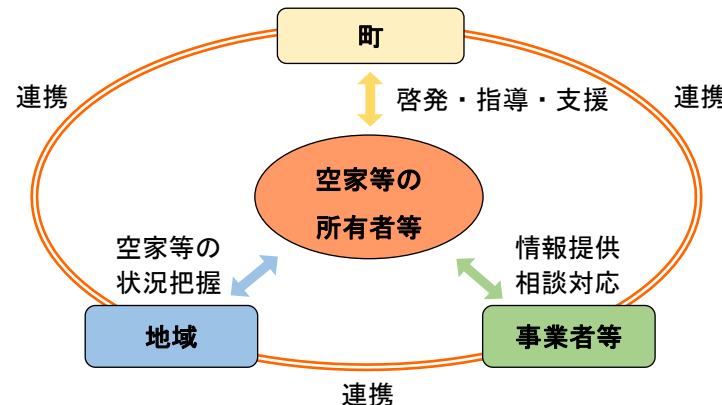 町
連携
連携
啓発・指導・支援
空家等の
所有者等
空家等の
状況把握
情報提供
相談対応
地域
事業者等
連携